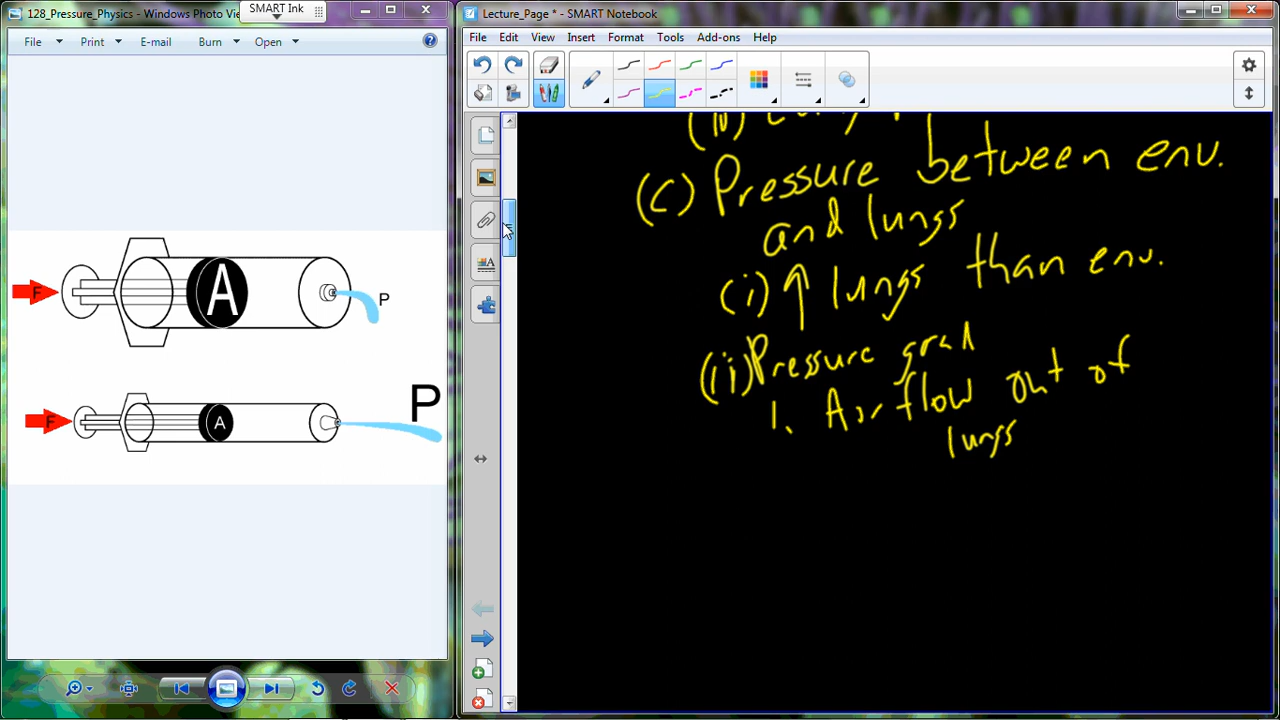 128_Pressure_Physics - Windows Photo Vie
SMART Ink
File Print E-mail Burn Open
F
A
P
F
A
P
Lecture_Page * - SMART Notebook
File Edit View Insert Format Tools Add-ons Help
(c) Pressure between env.
and lungs
(i) ↑ lungs than env.
(ii) Pressure grad
1. Air flow out of
lungs